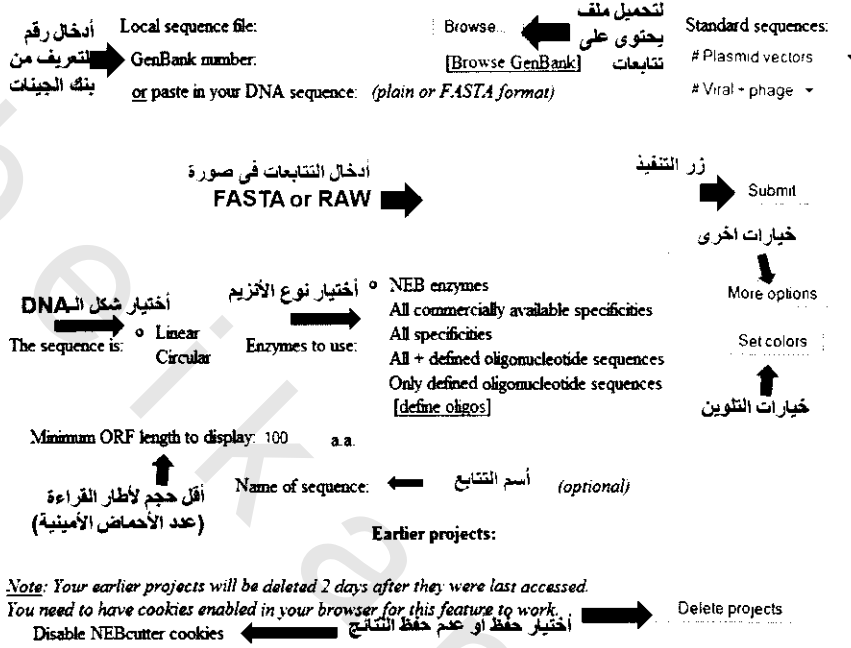 أدخال رقم
التعريف من
بنك الجينات
Local sequence file:
GenBank number:
or paste in your DNA sequence: (plain or FASTA format)
Browse...
[Browse GenBank]
لتحميل ملف
يحتوى على
تتابعات
Standard sequences:
# Plasmid vectors
# Viral + phage
أدخال التتابعات فى صورة
FASTA or RAW
زر التنفيذ
Submit
خيارات اخرى
More options
Set colors
خيارات التلوين
أختيار شكل الـDNA
The sequence is:
Linear
Circular
أختيار نوع الأنزيم
Enzymes to use:
NEB enzymes
All commercially available specificities
All specificities
All + defined oligonucleotide sequences
Only defined oligonucleotide sequences
[define oligos]
Minimum ORF length to display: 100 a.a.
أقل حجم لأطار القراءة
(عدد الأحماض الأمينية)
Name of sequence: أسم التتابع (optional)
Earlier projects:
Note: Your earlier projects will be deleted 2 days after they were last accessed.
You need to have cookies enabled in your browser for this feature to work.
Delete projects
Disable NEBcutter cookies
أختيار حفظ او عدم حفظ النتائج